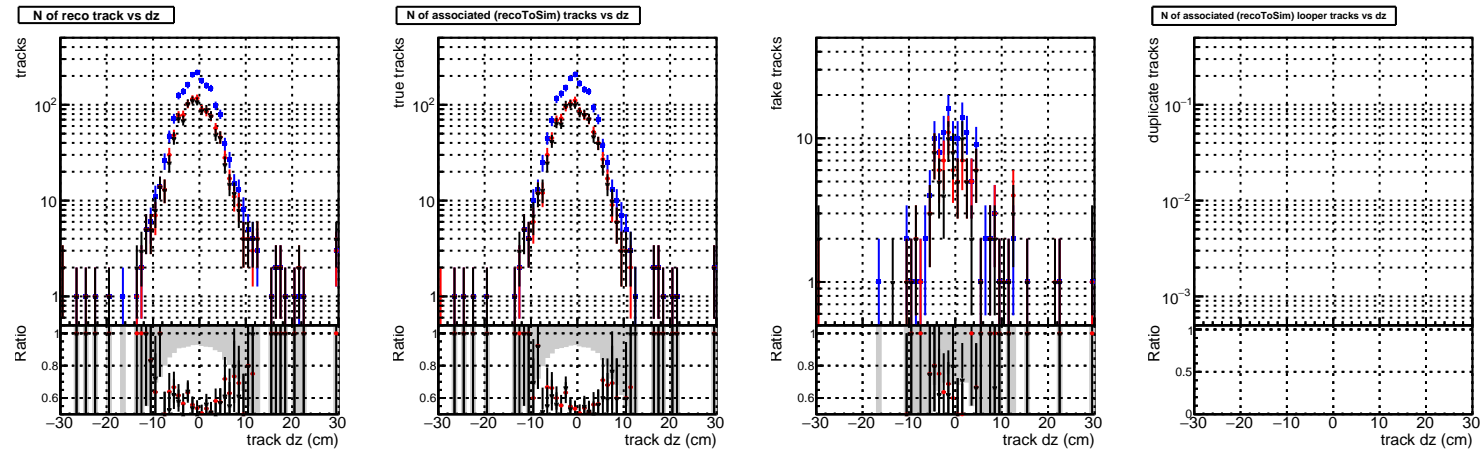 N of reco track vs dz
tracks
10²
10
1
Ratio
1
0.8
0.6
−30 −20 −10 0 10 20 30
track dz (cm)
N of associated (recoToSim) tracks vs dz
true tracks
10²
10
1
Ratio
1
0.8
0.6
−30 −20 −10 0 10 20 30
track dz (cm)
fake tracks
10
1
Ratio
1
0.8
0.6
−30 −20 −10 0 10 20 30
track dz (cm)
N of associated (recoToSim) looper tracks vs dz
duplicate tracks
10⁻¹
10⁻²
10⁻³
Ratio
1
0.5
0
−30 −20 −10 0 10 20 30
track dz (cm)